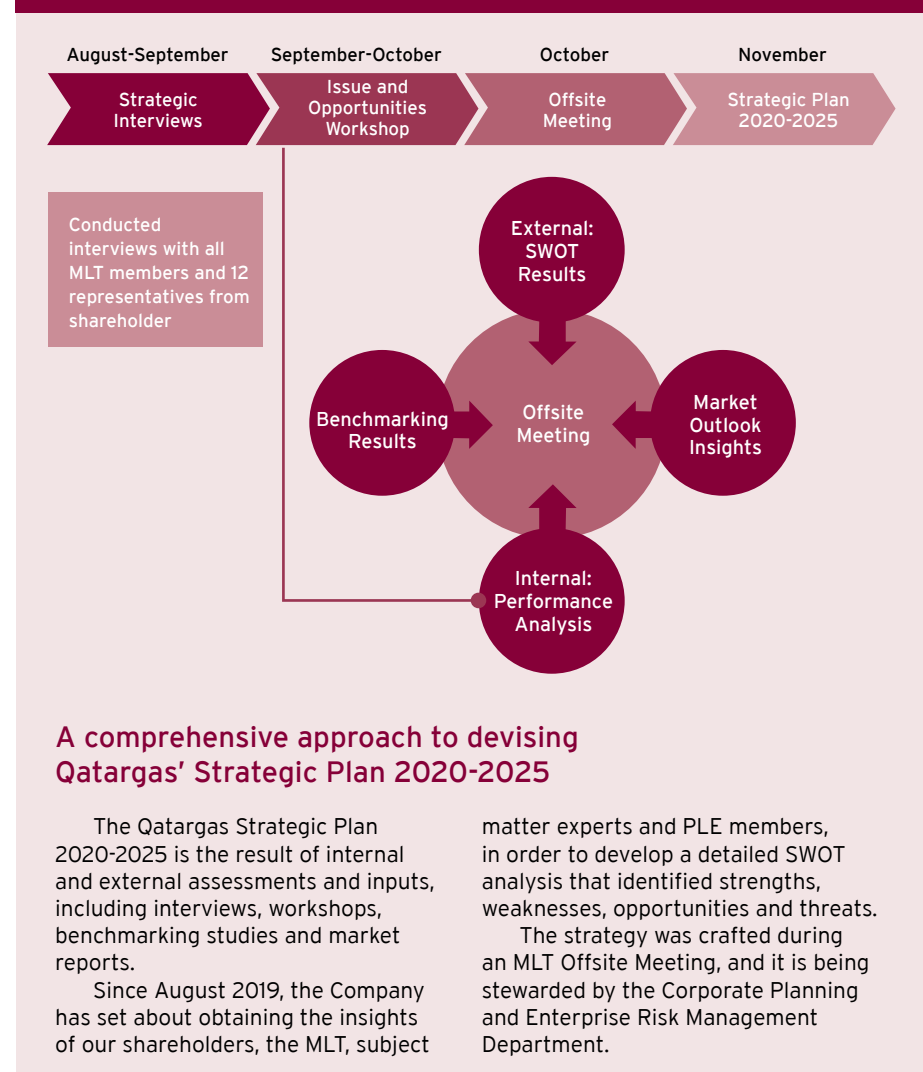 August-September
September-October
October
November
Strategic
Interviews
Issue and
Opportunities
Workshop
Offsite
Meeting
Strategic Plan
2020-2025
Conducted
interviews with all
MLT members and 12
representatives from
shareholder
External:
SWOT
Results
Benchmarking
Results
Offsite
Meeting
Market
Outlook
Insights
Internal:
Performance
Analysis
A comprehensive approach to devising
Qatargas’ Strategic Plan 2020-2025
The Qatargas Strategic Plan
2020-2025 is the result of internal
and external assessments and inputs,
including interviews, workshops,
benchmarking studies and market
reports.
Since August 2019, the Company
has set about obtaining the insights
of our shareholders, the MLT, subject
matter experts and PLE members,
in order to develop a detailed SWOT
analysis that identified strengths,
weaknesses, opportunities and threats.
The strategy was crafted during
an MLT Offsite Meeting, and it is being
stewarded by the Corporate Planning
and Enterprise Risk Management
Department.